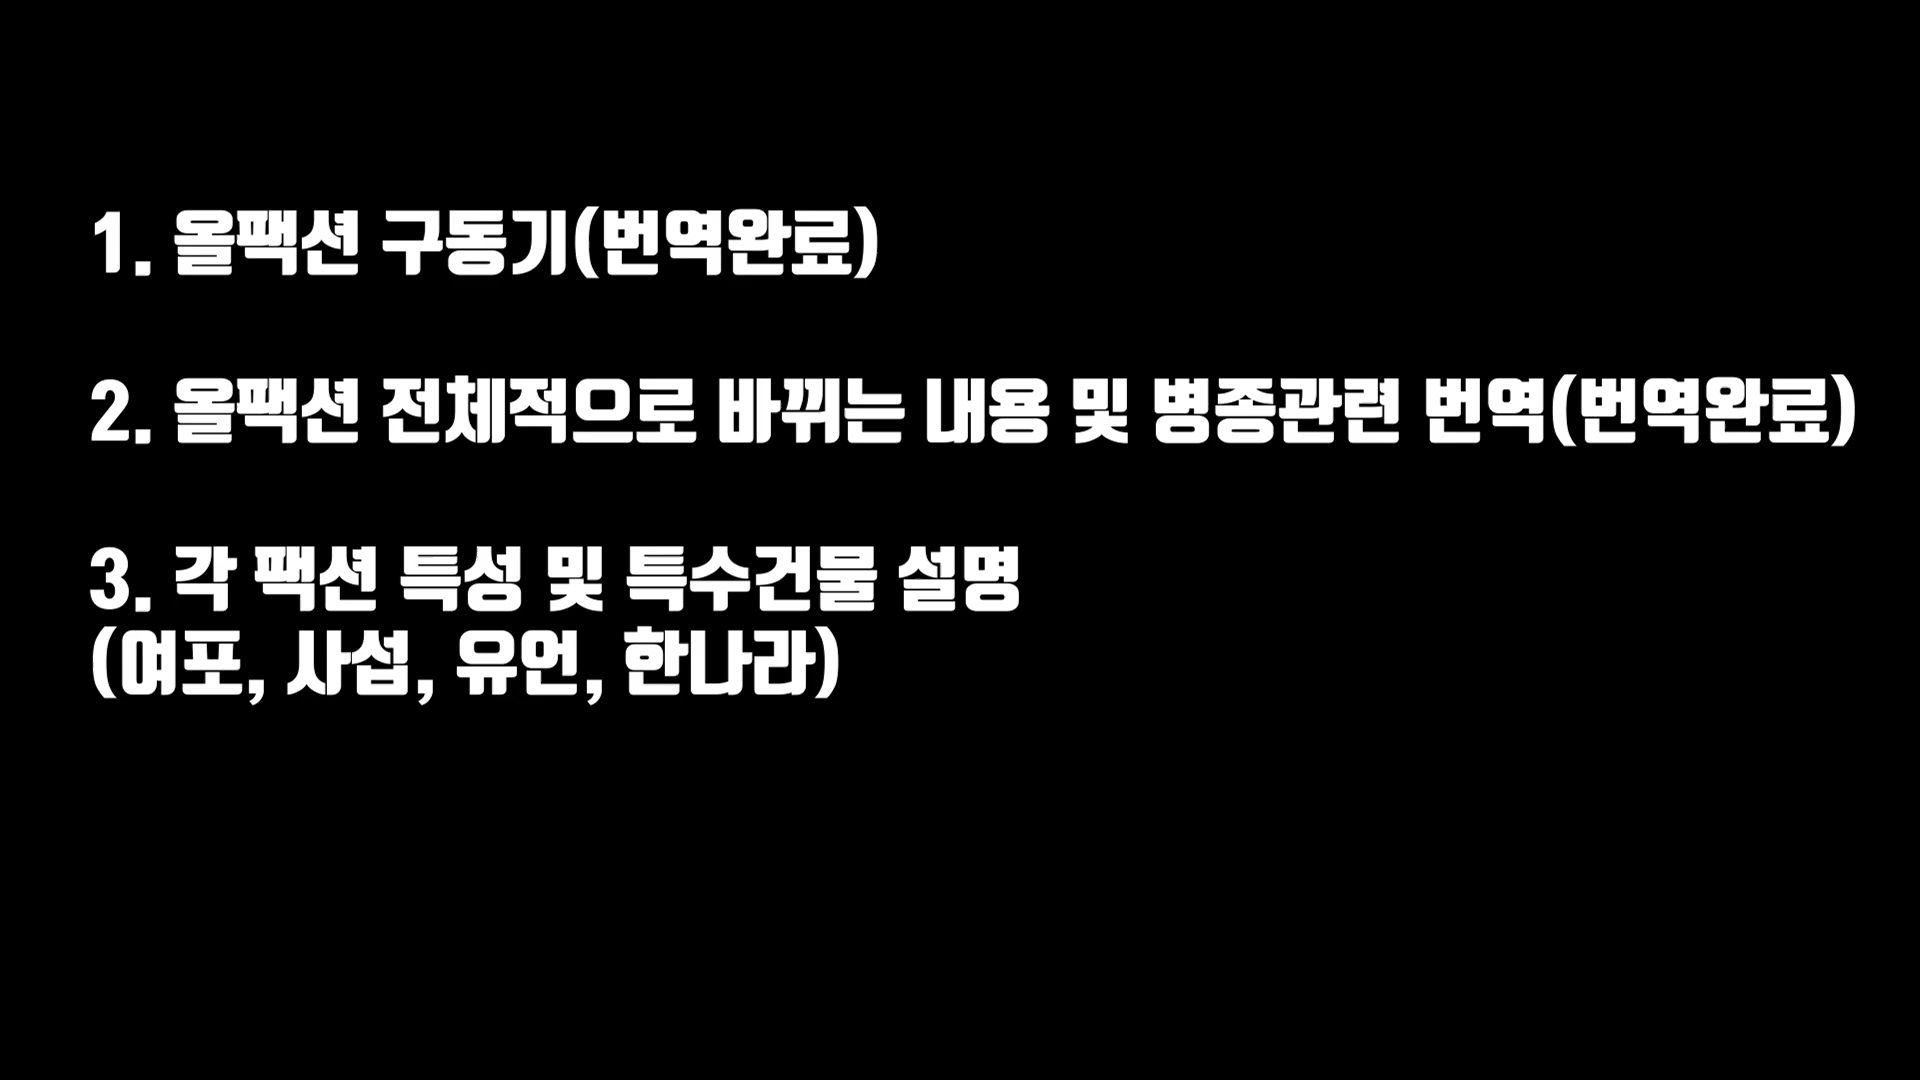 1. 올팩션 구동기(번역완료)
2. 올팩션 전체적으로 바뀌는 내용 및 병종관련 번역(번역완료)
3. 각 팩션 특성 및 특수건물 설명
(여포, 사섭, 유언, 한나라)